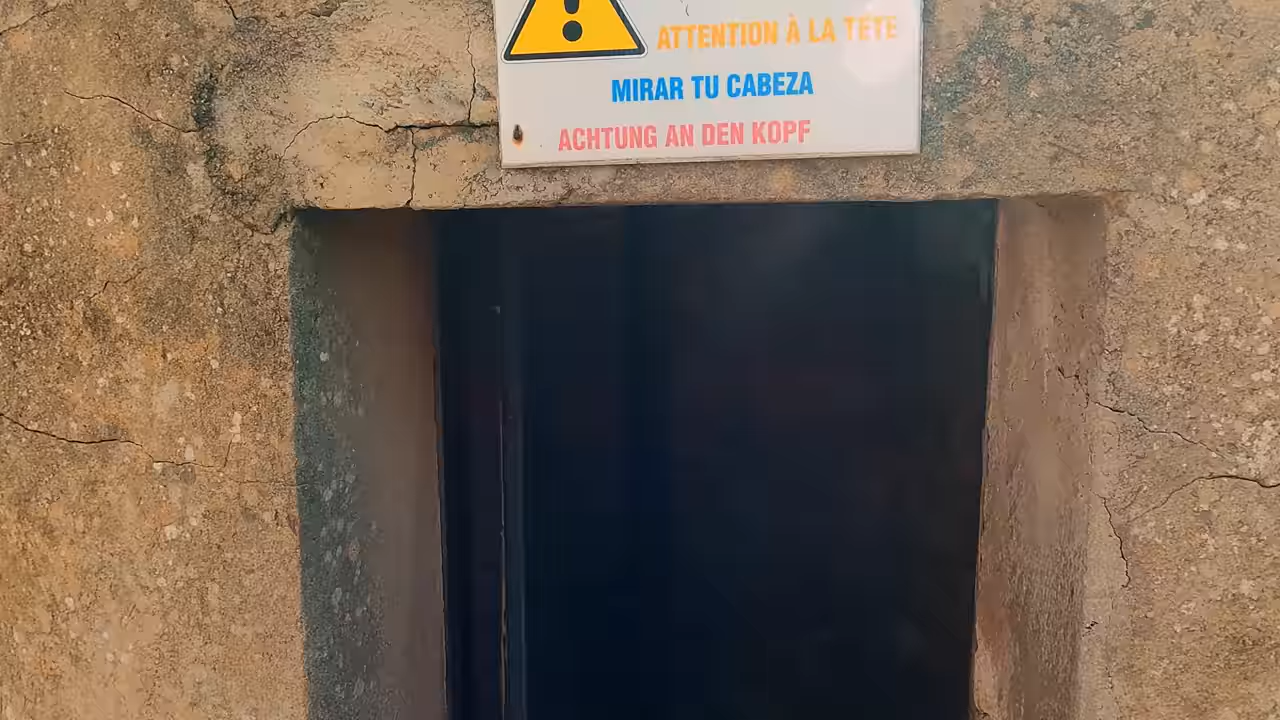 ATTENTION À LA TÊTE
MIRAR TU CABEZA
ACHTUNG AN DEN KOPF